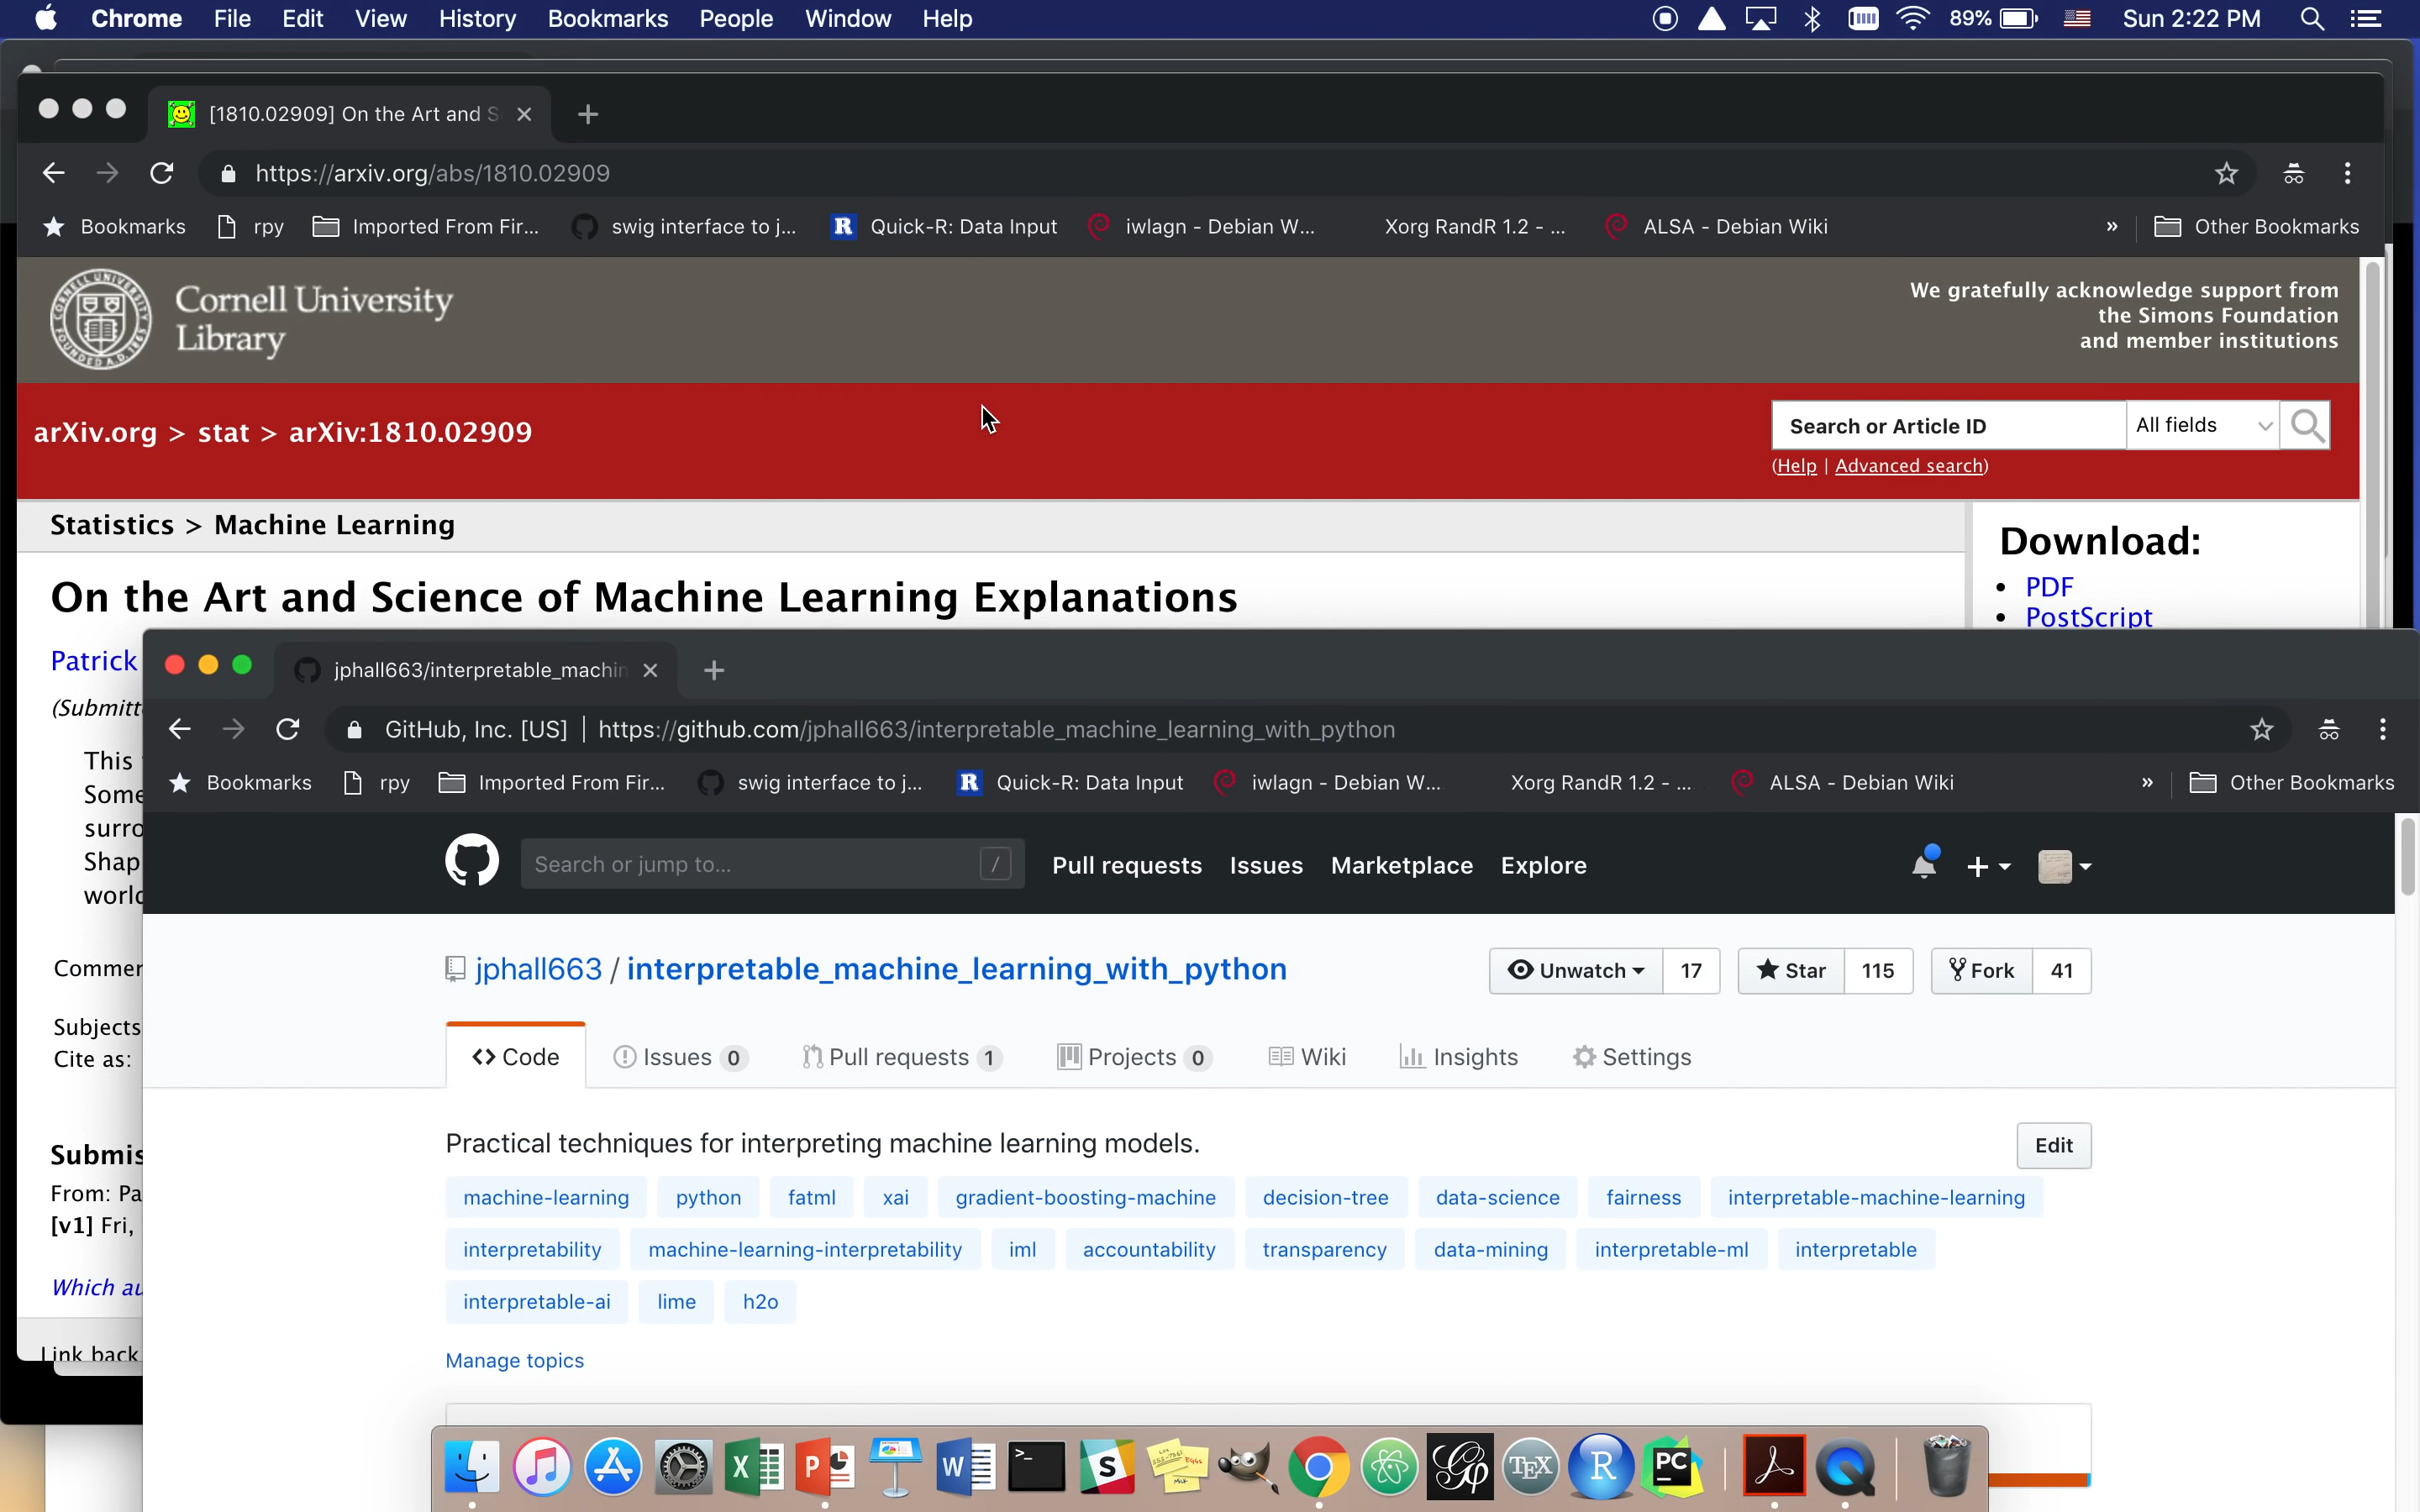 Chrome File Edit View History Bookmarks People Window Help 89% Sun 2:22 PM
[1810.02909] On the Art and S
https://arxiv.org/abs/1810.02909
Bookmarks rpy Imported From Fir... swig interface to j... Quick-R: Data Input iwlagn - Debian W... Xorg RandR 1.2 - ... ALSA - Debian Wiki » Other Bookmarks
Cornell University
Library
We gratefully acknowledge support from
the Simons Foundation
and member institutions
arXiv.org > stat > arXiv:1810.02909
Search or Article ID All fields
(Help | Advanced search)
Statistics > Machine Learning
Download:
On the Art and Science of Machine Learning Explanations
• PDF
• PostScript
Patrick
(Submitt
This
Some
surro
Shap
world
Commen
Subjects
Cite as:
Submis
From: Pa
[v1] Fri,
Which au
Link back
jphall663/interpretable_machin
GitHub, Inc. [US] | https://github.com/jphall663/interpretable_machine_learning_with_python
Bookmarks rpy Imported From Fir... swig interface to j... Quick-R: Data Input iwlagn - Debian W... Xorg RandR 1.2 - ... ALSA - Debian Wiki » Other Bookmarks
Search or jump to... / Pull requests Issues Marketplace Explore
jphall663 / interpretable_machine_learning_with_python Unwatch 17 Star 115 Fork 41
Code Issues 0 Pull requests 1 Projects 0 Wiki Insights Settings
Practical techniques for interpreting machine learning models. Edit
machine-learning python fatml xai gradient-boosting-machine decision-tree data-science fairness interpretable-machine-learning
interpretability machine-learning-interpretability iml accountability transparency data-mining interpretable-ml interpretable
interpretable-ai lime h2o
Manage topics
X P W >_ S TEX R PC